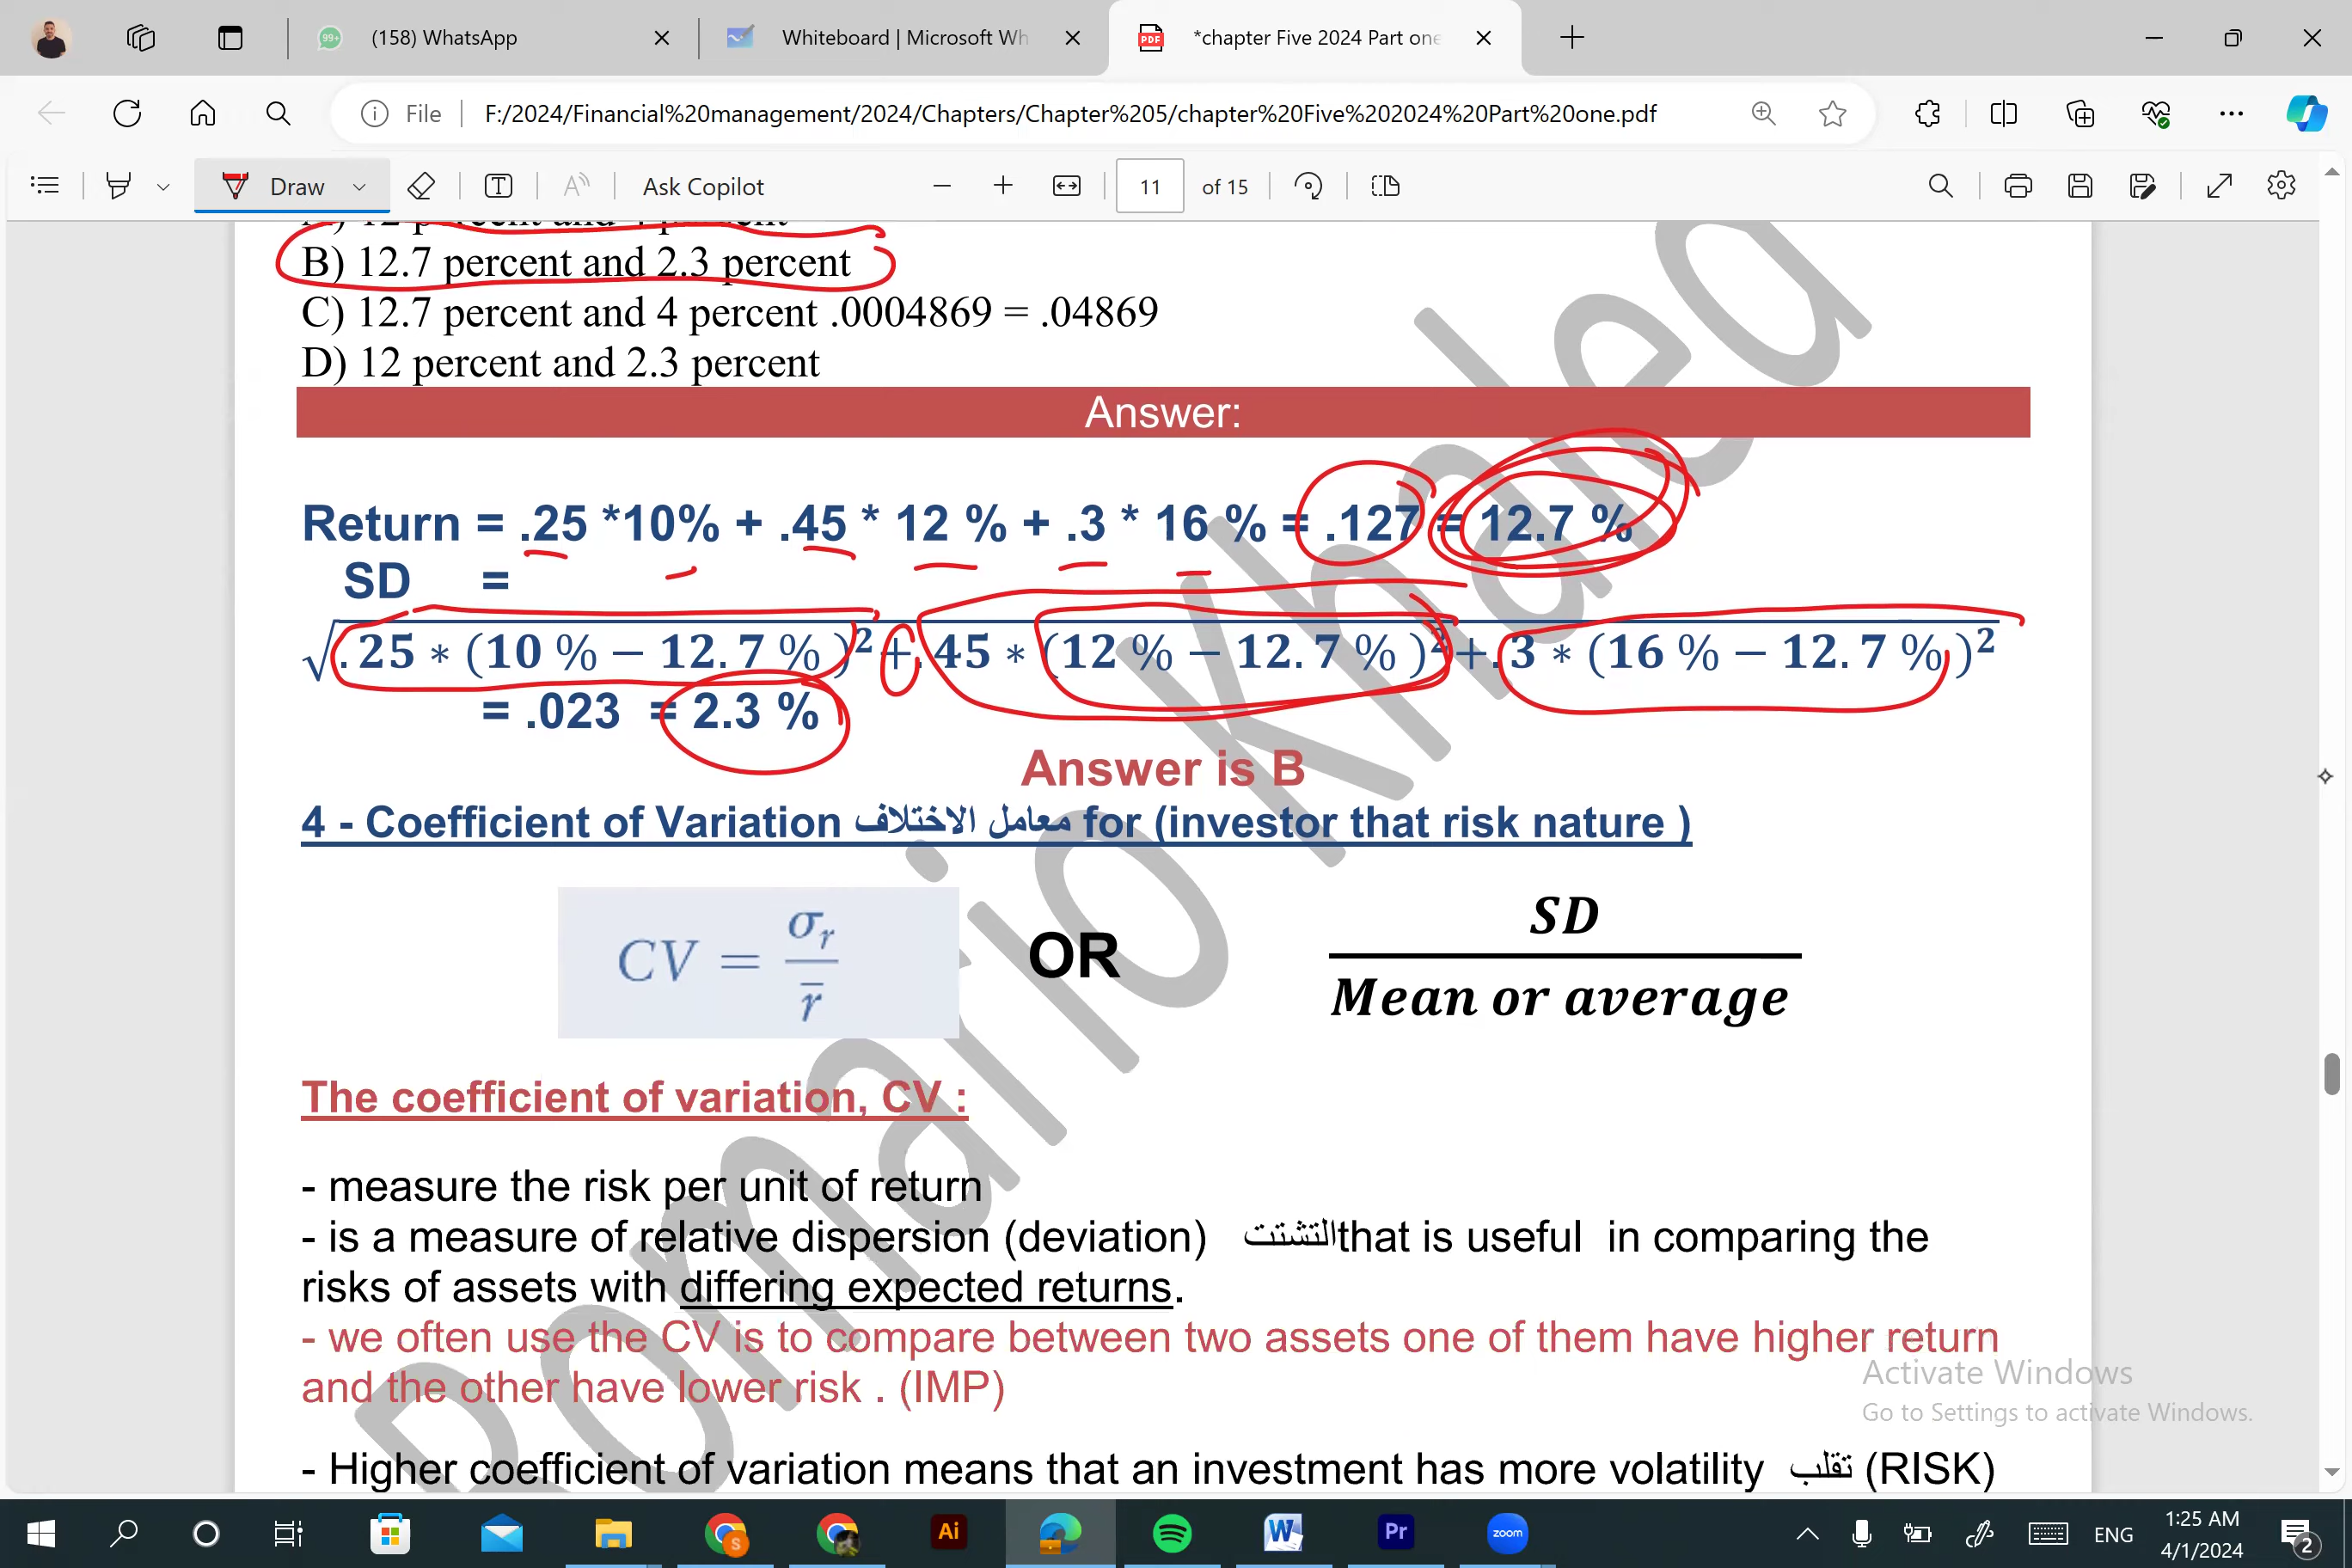 (158) WhatsApp
Whiteboard | Microsoft Wh
*chapter Five 2024 Part one
File
F:/2024/Financial%20management/2024/Chapters/Chapter%205/chapter%20Five%202024%20Part%20one.pdf
Draw
Ask Copilot
11 of 15
B) 12.7 percent and 2.3 percent
C) 12.7 percent and 4 percent .0004869 = .04869
D) 12 percent and 2.3 percent
Answer:
Return = .25 *10% + .45 * 12 % + .3 * 16 % = .127 = 12.7 %
SD =
√.25 ∗ (10 % − 12.7 % )² + .45 ∗ (12 % − 12.7 % )² + .3 ∗ (16 % − 12.7 % )²
= .023 = 2.3 %
Answer is B
4 - Coefficient of Variation معامل الاختلاف for (investor that risk nature )
CV = σr / r̅
OR
SD
Mean or average
The coefficient of variation, CV :
- measure the risk per unit of return
- is a measure of relative dispersion (deviation) التشتت that is useful in comparing the
risks of assets with differing expected returns.
- we often use the CV is to compare between two assets one of them have higher return
and the other have lower risk . (IMP)
- Higher coefficient of variation means that an investment has more volatility تقلب (RISK)
Romario Khaled
Activate Windows
Go to Settings to activate Windows.
Ai
Pr
zoom
ENG
1:25 AM
4/1/2024
2